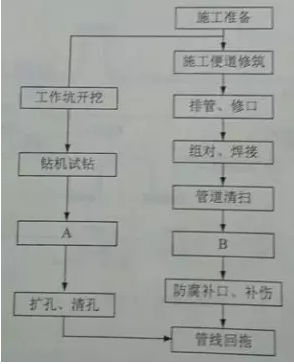 施工准备
施工便道修筑
工作坑开挖
排管、修口
钻机试钻
组对、焊接
管道清扫
A
B
扩孔、清孔
防腐补口、补伤
管线回拖